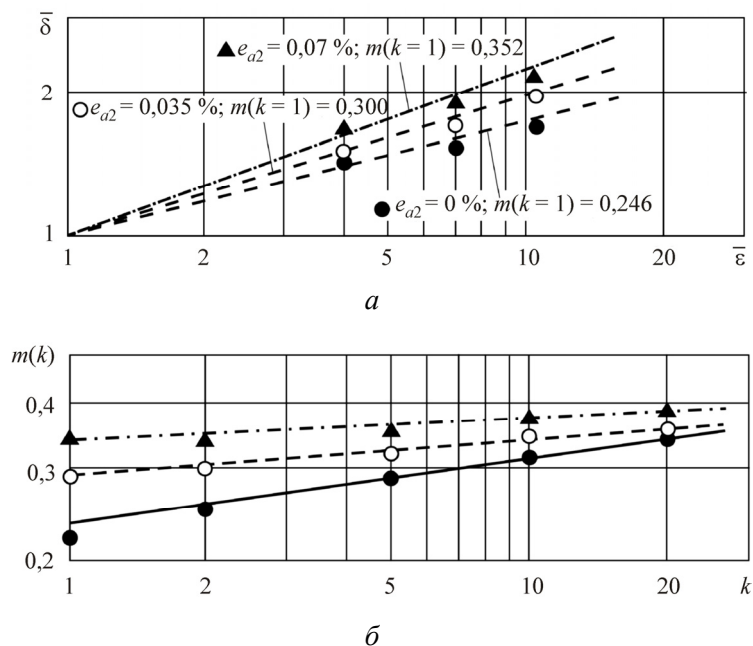 δ̅
▲ e_a2 = 0,07 %; m(k = 1) = 0,352
2
○ e_a2 = 0,035 %; m(k = 1) = 0,300
● e_a2 = 0 %; m(k = 1) = 0,246
1
1 2 5 10 20 ε̅
а
m(k)
0,4
0,3
0,2
1 2 5 10 20 k
б